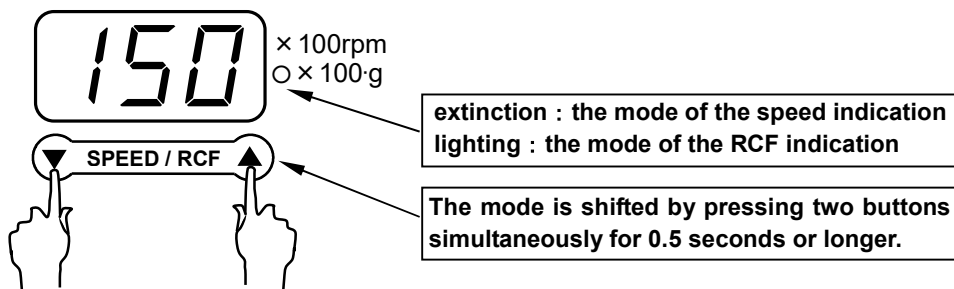 150
×100rpm
○×100·g
extinction : the mode of the speed indication
lighting : the mode of the RCF indication
▼ SPEED / RCF ▲
The mode is shifted by pressing two buttons
simultaneously for 0.5 seconds or longer.